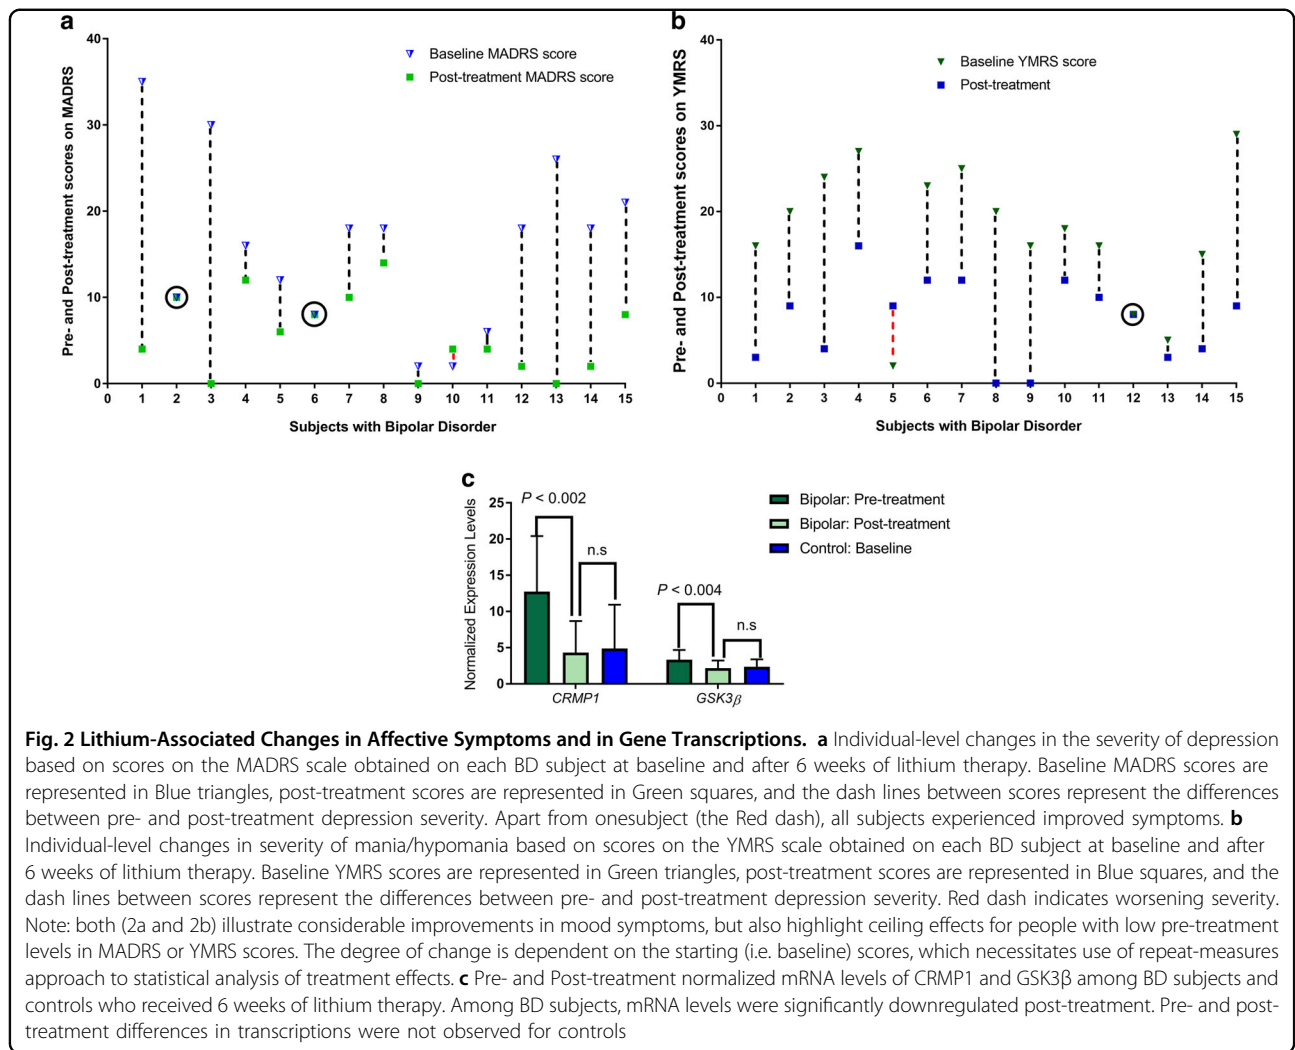 a
Pre- and Post-treatment scores on MADRS
40
30
20
10
0
Baseline MADRS score
Post-treatment MADRS score
0 1 2 3 4 5 6 7 8 9 10 11 12 13 14 15
Subjects with Bipolar Disorder
b
Pre- and Post-treatment scores on YMRS
40
30
20
10
0
Baseline YMRS score
Post-treatment
0 1 2 3 4 5 6 7 8 9 10 11 12 13 14 15
Subjects with Bipolar Disorder
c
Normalized Expression Levels
25
20
15
10
5
0
P < 0.002
n.s
P < 0.004
n.s
CRMP1 GSK3β
Bipolar: Pre-treatment
Bipolar: Post-treatment
Control: Baseline
Fig. 2 Lithium-Associated Changes in Affective Symptoms and in Gene Transcriptions. a Individual-level changes in the severity of depression
based on scores on the MADRS scale obtained on each BD subject at baseline and after 6 weeks of lithium therapy. Baseline MADRS scores are
represented in Blue triangles, post-treatment scores are represented in Green squares, and the dash lines between scores represent the differences
between pre- and post-treatment depression severity. Apart from onesubject (the Red dash), all subjects experienced improved symptoms. b
Individual-level changes in severity of mania/hypomania based on scores on the YMRS scale obtained on each BD subject at baseline and after
6 weeks of lithium therapy. Baseline YMRS scores are represented in Green triangles, post-treatment scores are represented in Blue squares, and the
dash lines between scores represent the differences between pre- and post-treatment depression severity. Red dash indicates worsening severity.
Note: both (2a and 2b) illustrate considerable improvements in mood symptoms, but also highlight ceiling effects for people with low pre-treatment
levels in MADRS or YMRS scores. The degree of change is dependent on the starting (i.e. baseline) scores, which necessitates use of repeat-measures
approach to statistical analysis of treatment effects. c Pre- and Post-treatment normalized mRNA levels of CRMP1 and GSK3β among BD subjects and
controls who received 6 weeks of lithium therapy. Among BD subjects, mRNA levels were significantly downregulated post-treatment. Pre- and post-
treatment differences in transcriptions were not observed for controls